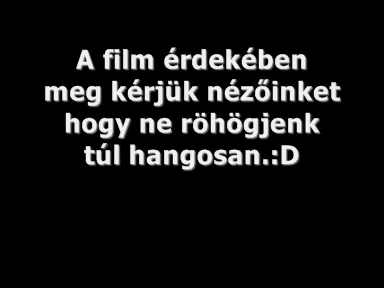 A film érdekében
meg kérjük nézőinket
hogy ne röhögjenk
túl hangosan.:D